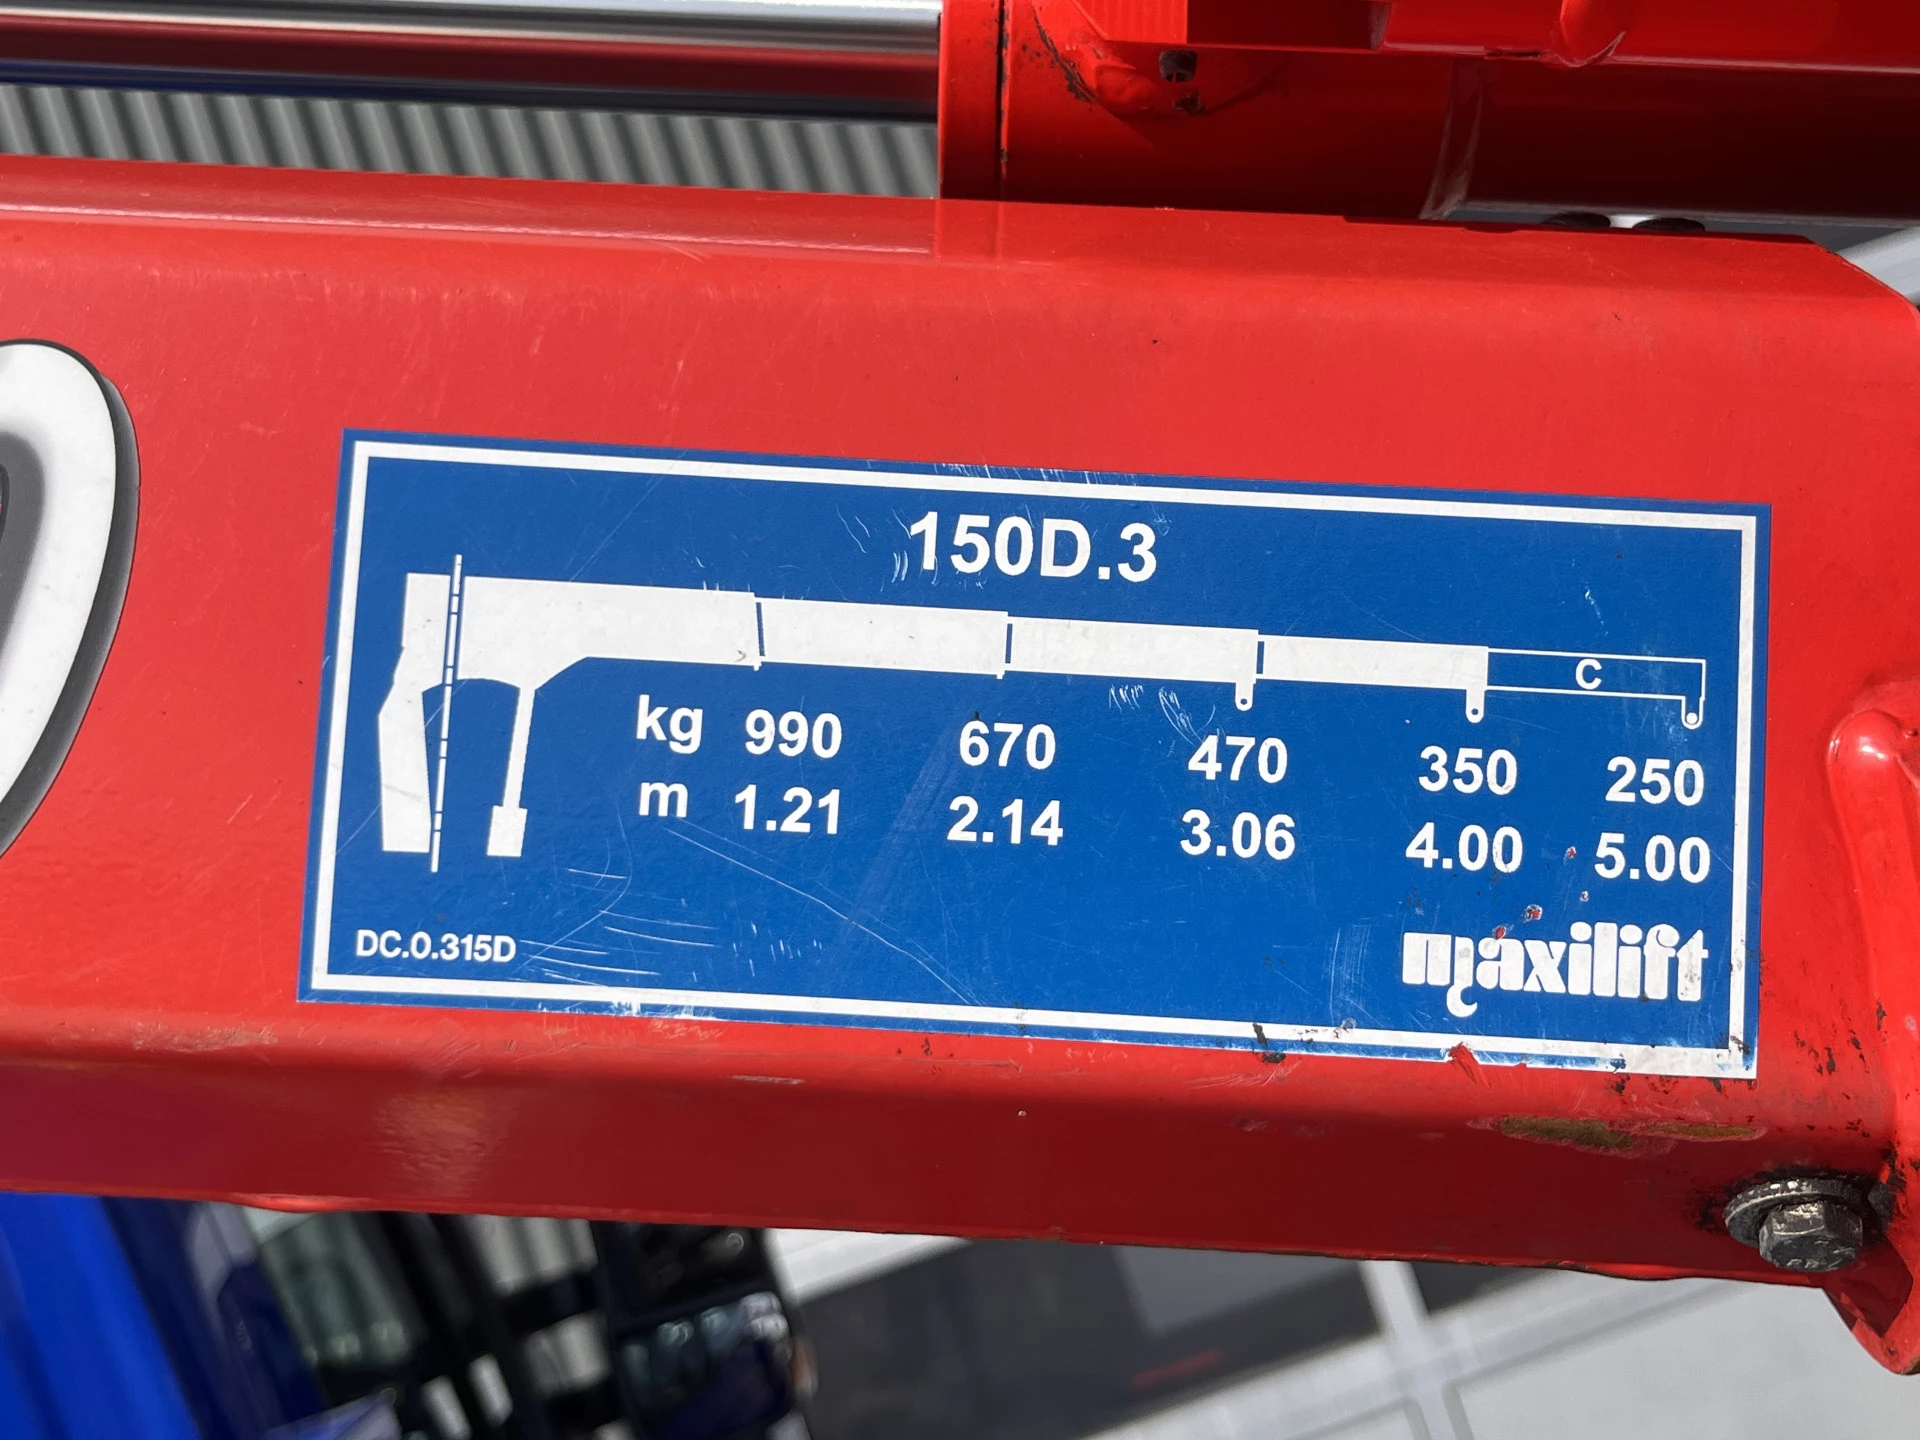 150D.3
C
kg 990 670 470 350 250
m 1.21 2.14 3.06 4.00 5.00
DC.0.315D
maxilift